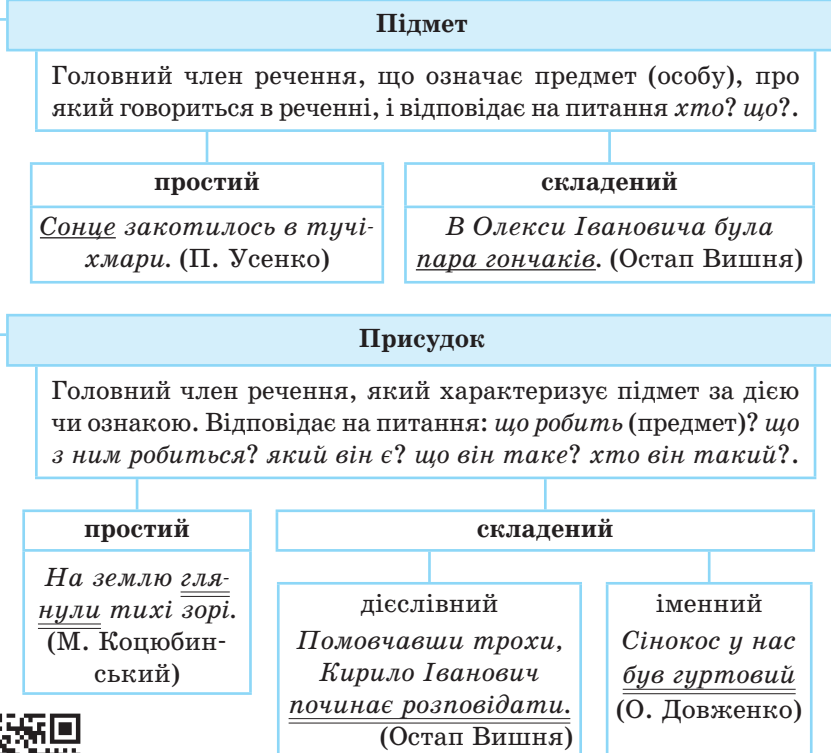 Підмет
Головний член речення, що означає предмет (особу), про
який говориться в реченні, і відповідає на питання хто? що?.
простий
Сонце закотилось в тучі-
хмари. (П. Усенко)
складений
В Олекси Івановича була
пара гончаків. (Остап Вишня)
Присудок
Головний член речення, який характеризує підмет за дією
чи ознакою. Відповідає на питання: що робить (предмет)? що
з ним робиться? який він є? що він таке? хто він такий?.
простий
На землю гля-
нули тихі зорі.
(М. Коцюбин-
ський)
складений
дієслівний
Помовчавши трохи,
Кирило Іванович
починає розповідати.
(Остап Вишня)
іменний
Сінокос у нас
був гуртовий
(О. Довженко)